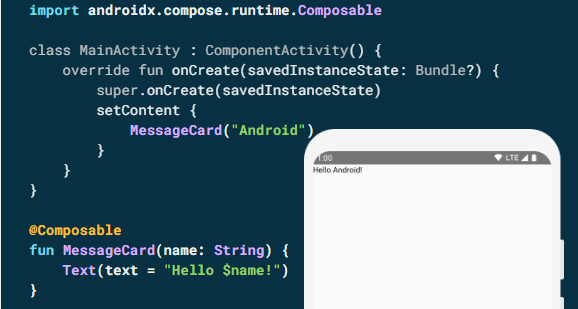 import androidx.compose.runtime.Composable
class MainActivity : ComponentActivity() {
    override fun onCreate(savedInstanceState: Bundle?) {
        super.onCreate(savedInstanceState)
        setContent {
            MessageCard("Android")
        }
    }
}
@Composable
fun MessageCard(name: String) {
    Text(text = "Hello $name!")
}
1:00 LTE
Hello Android!